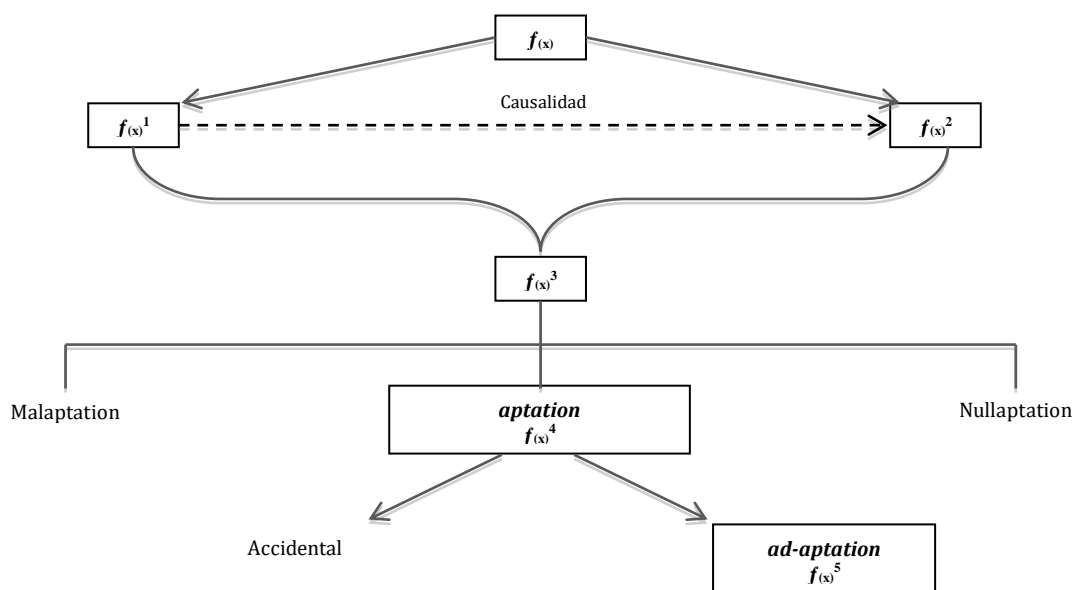 f(x)
Causalidad
f(x)1
f(x)2
f(x)3
Malaptation
aptation
f(x)4
Nullaptation
Accidental
ad-aptation
f(x)5